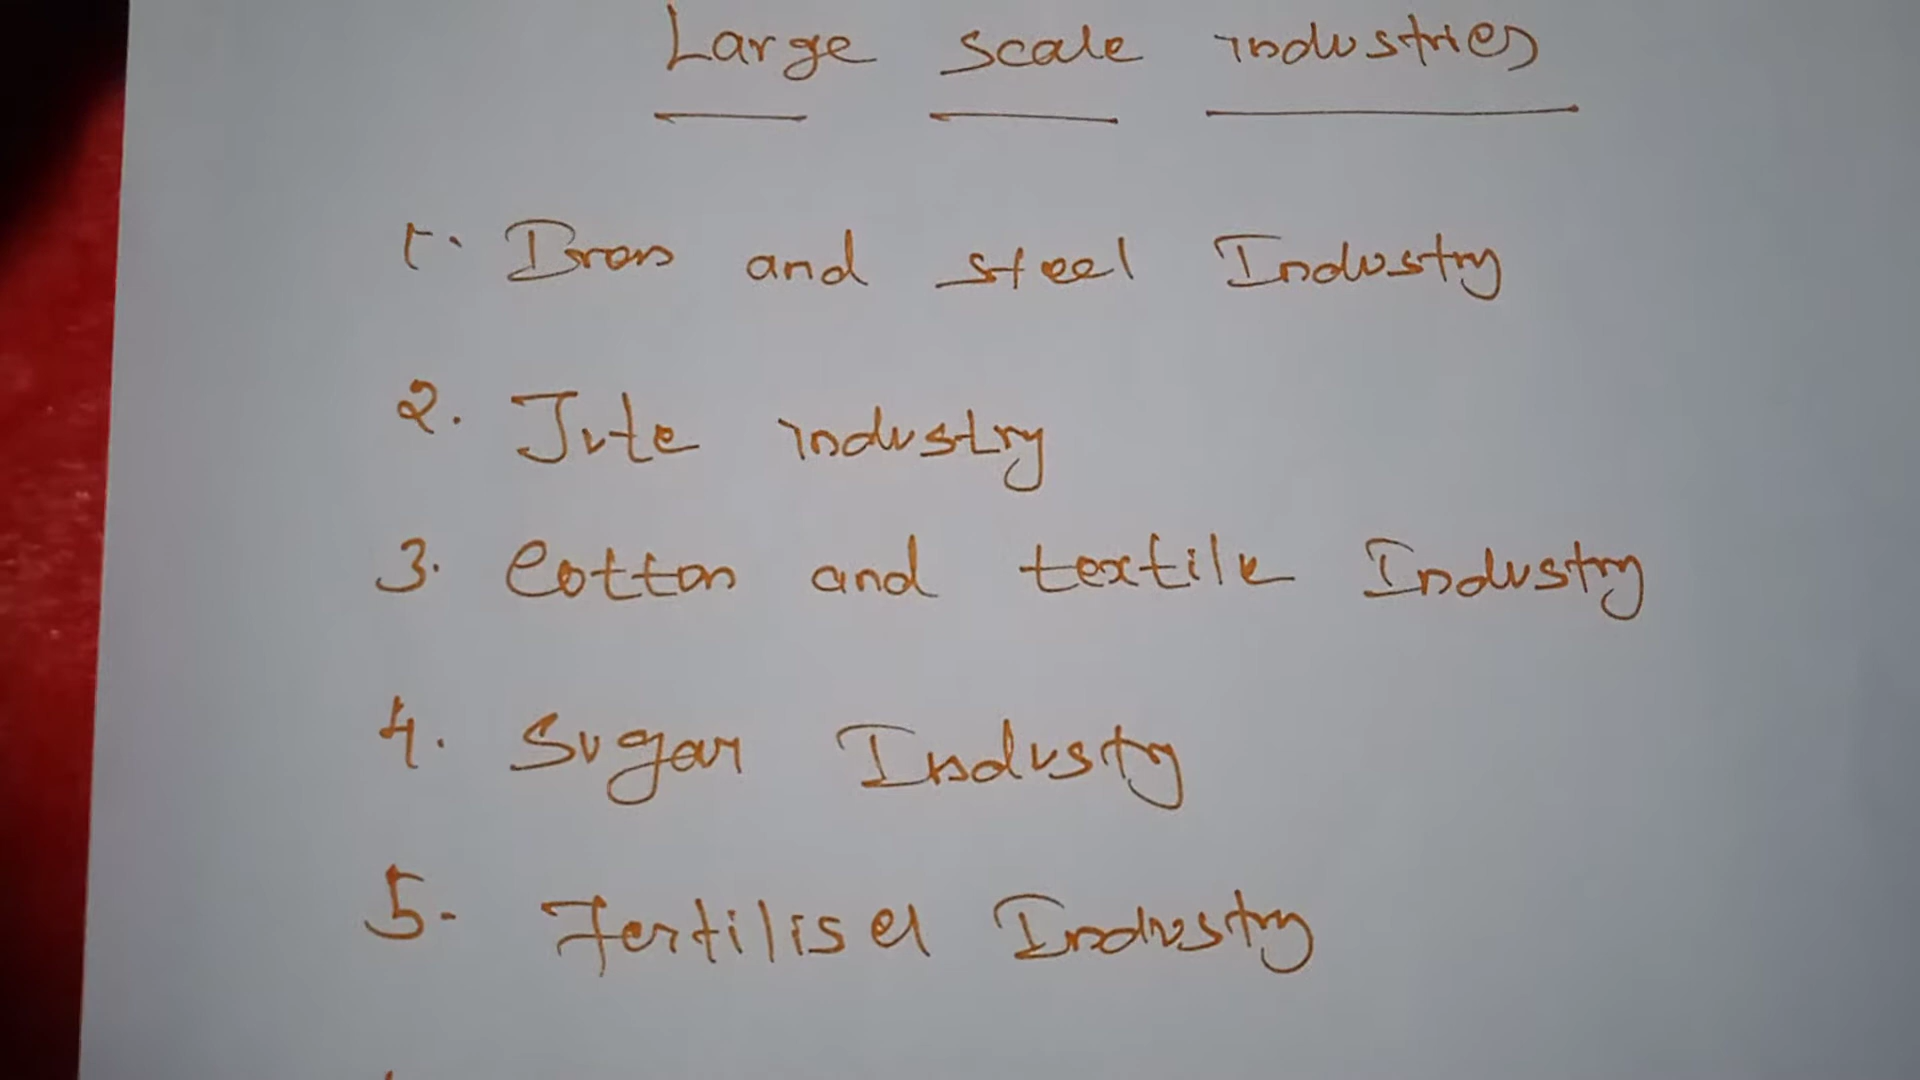 Large scale industries
1. Iron and steel Industry
2. Jute industry
3. Cotton and textile Industry
4. Sugar Industry
5. Fertiliser Industry